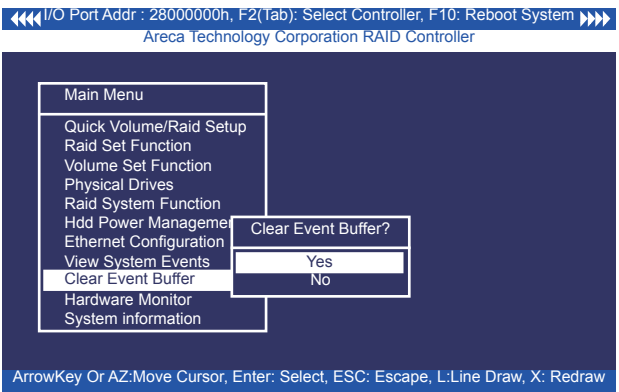 I/O Port Addr : 28000000h, F2(Tab): Select Controller, F10: Reboot System
Areca Technology Corporation RAID Controller
Main Menu
Quick Volume/Raid Setup
Raid Set Function
Volume Set Function
Physical Drives
Raid System Function
Hdd Power Managemen
Ethernet Configuration
View System Events
Clear Event Buffer
Hardware Monitor
System information
Clear Event Buffer?
Yes
No
ArrowKey Or AZ:Move Cursor, Enter: Select, ESC: Escape, L:Line Draw, X: Redraw